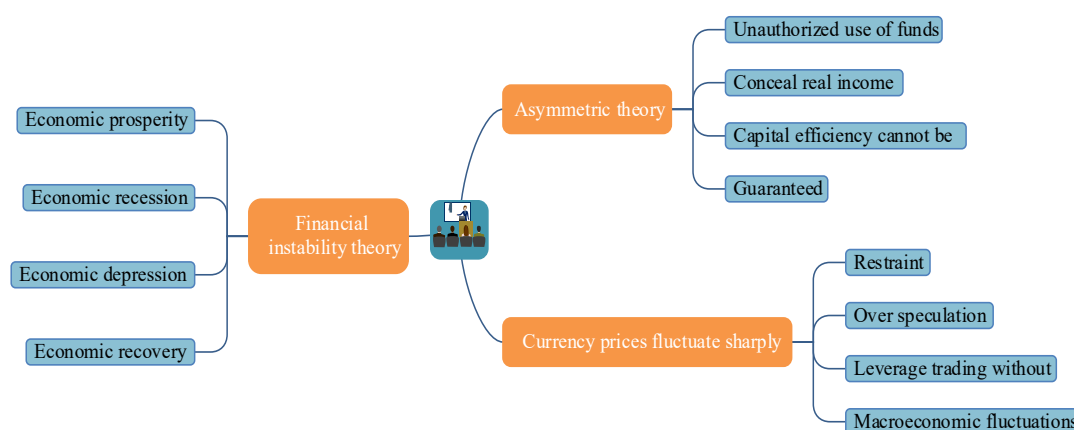 Economic prosperity
Economic recession
Economic depression
Economic recovery
Financial
instability theory
Asymmetric theory
Unauthorized use of funds
Conceal real income
Capital efficiency cannot be
Guaranteed
Currency prices fluctuate sharply
Restraint
Over speculation
Leverage trading without
Macroeconomic fluctuations